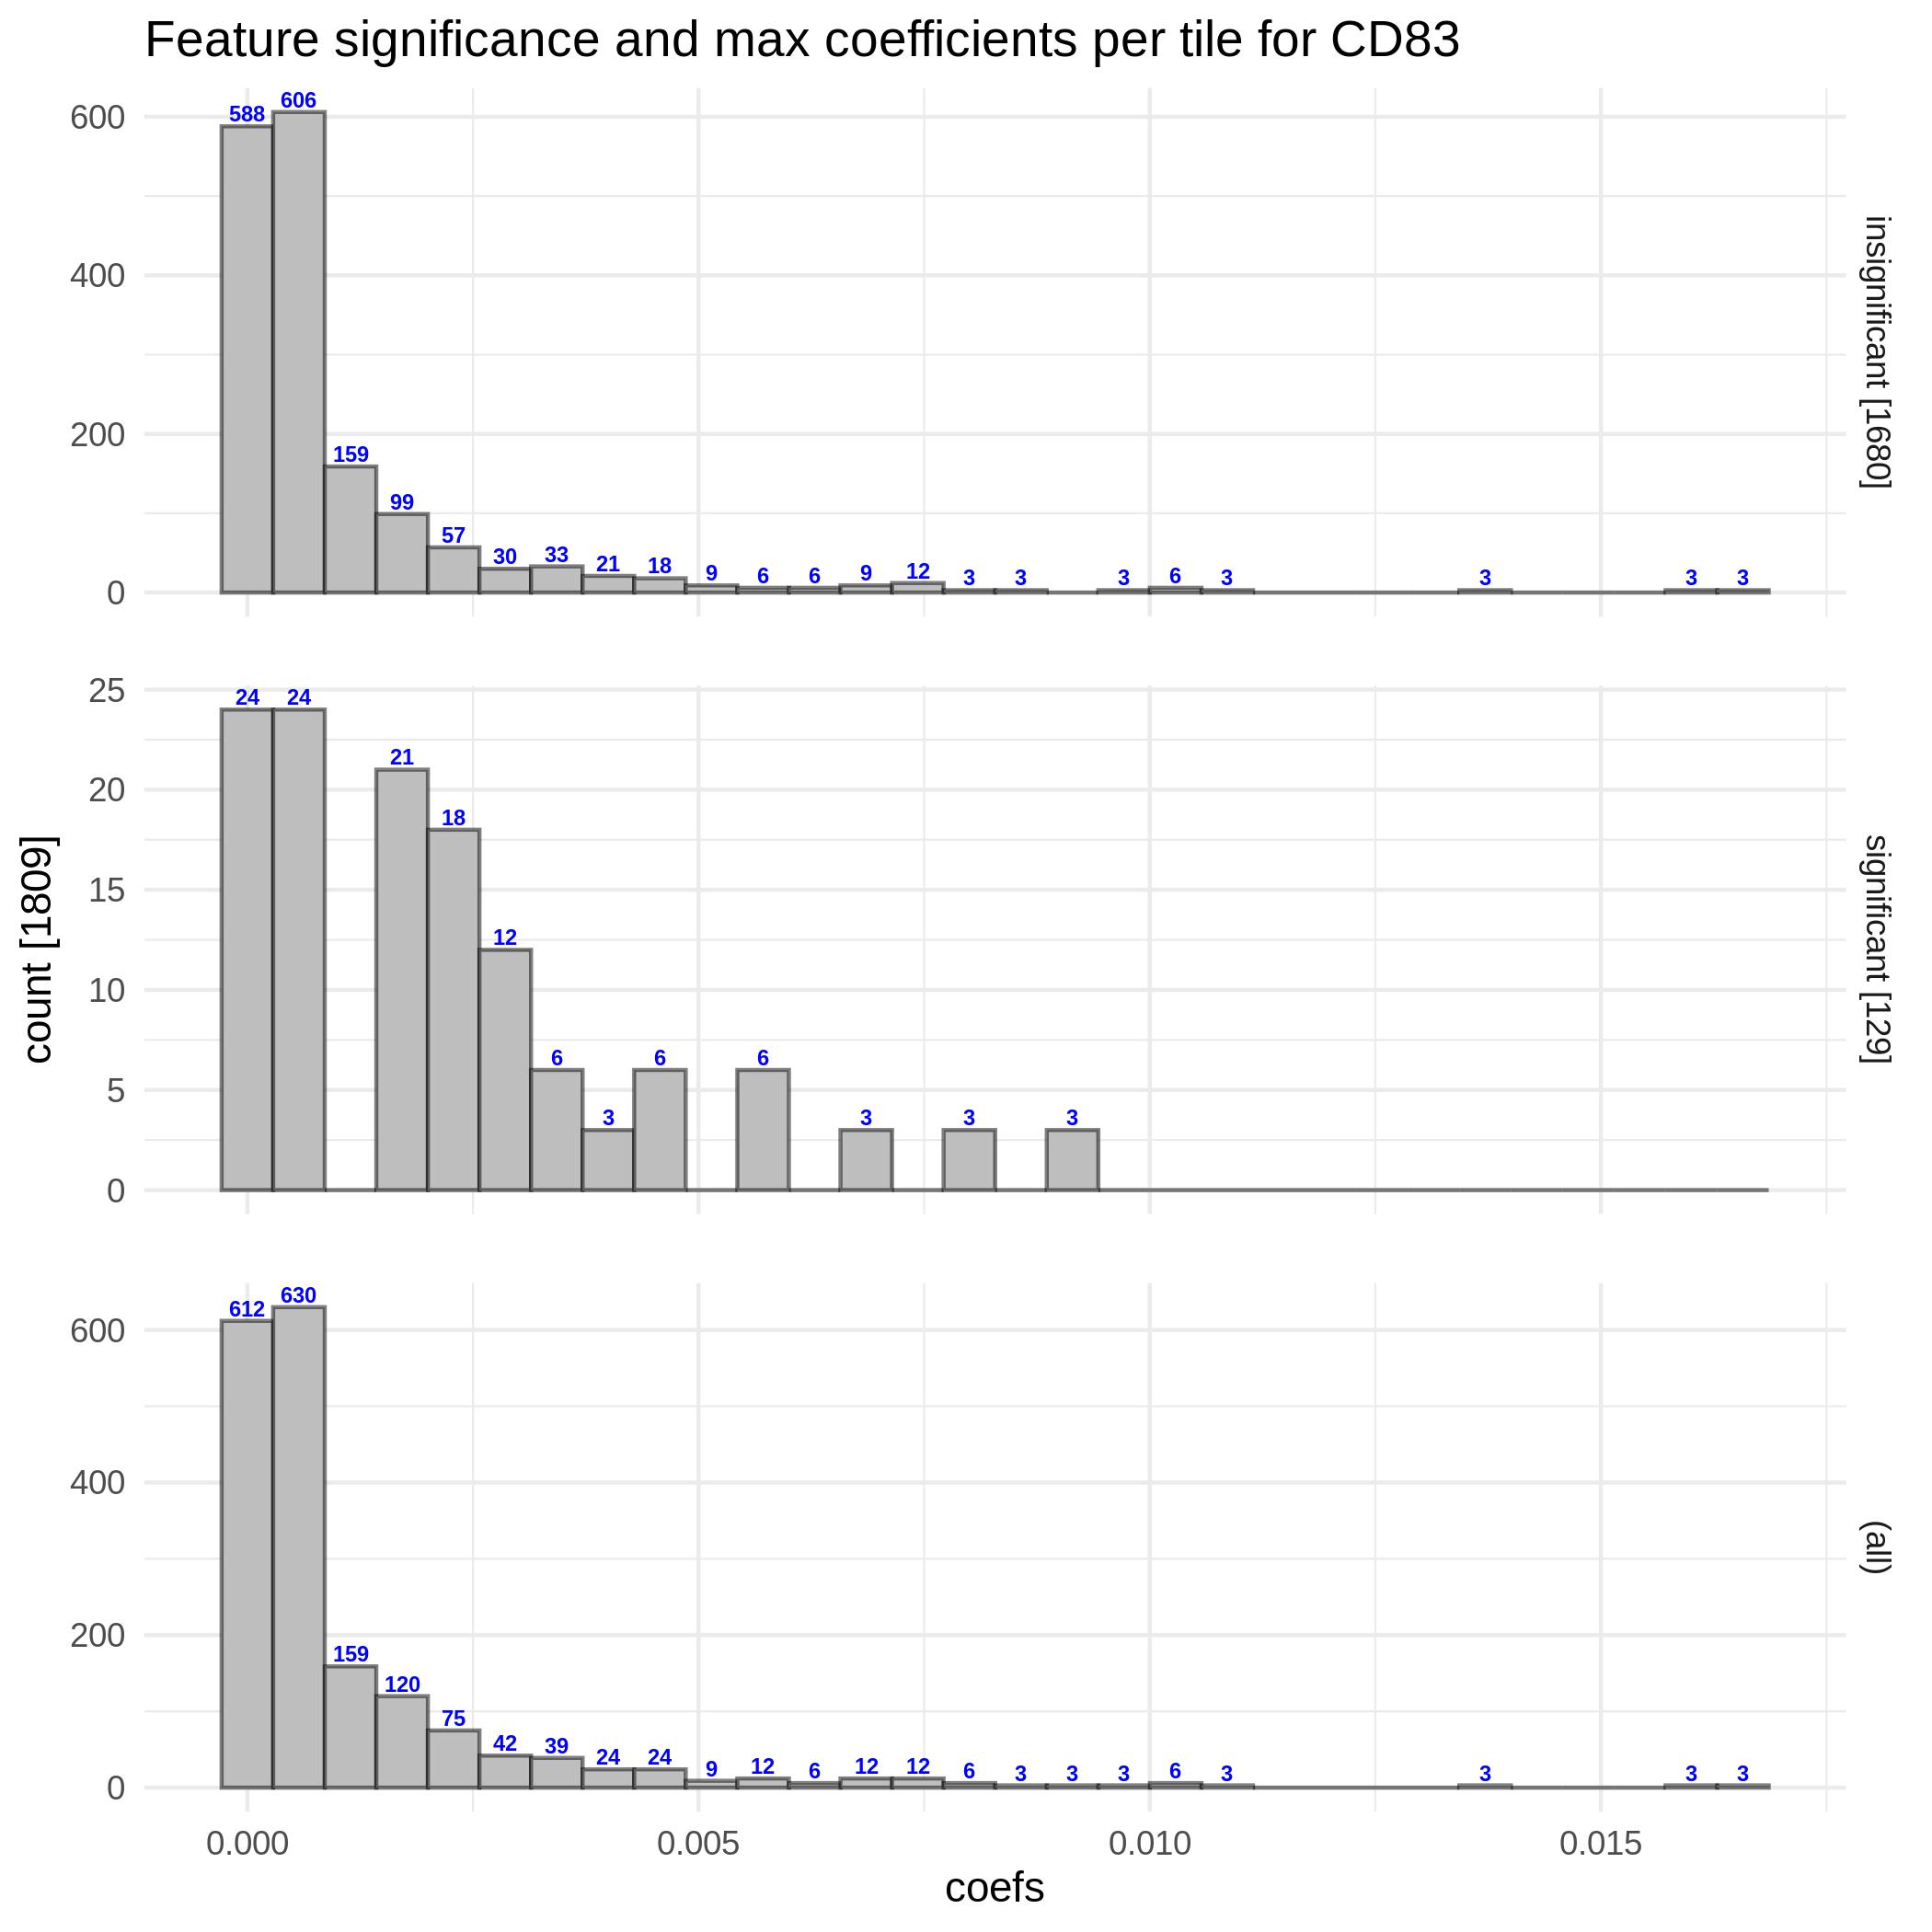 Feature significance and max coefficients per tile for CD83
count [1809]
600
400
200
0
588 606 159 99 57 30 33 21 18 9 6 6 9 12 3 3 3 6 3 3 3 3
insignificant [1680]
25
20
15
10
5
0
24 24 21 18 12 6 3 6 6 3 3 3
significant [129]
600
400
200
0
612 630 159 120 75 42 39 24 24 9 12 6 12 12 6 3 3 3 6 3 3 3 3
(all)
0.000 0.005 0.010 0.015
coefs